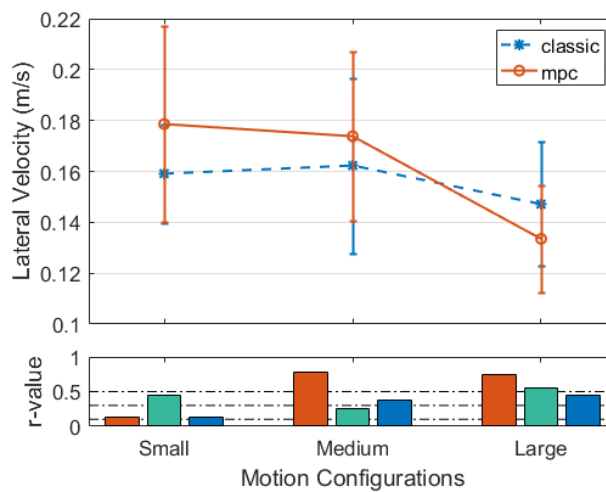 0.22
0.2
0.18
0.16
0.14
0.12
0.1
Lateral Velocity (m/s)
classic
mpc
1
0.5
0
r-value
Small Medium Large
Motion Configurations